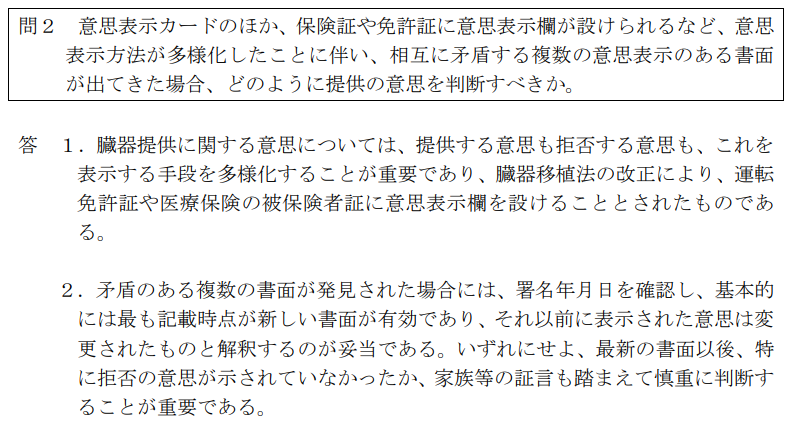 問２　意思表示カードのほか、保険証や免許証に意思表示欄が設けられるなど、意思
表示方法が多様化したことに伴い、相互に矛盾する複数の意思表示のある書面
が出てきた場合、どのように提供の意思を判断すべきか。
答　１．臓器提供に関する意思については、提供する意思も拒否する意思も、これを
表示する手段を多様化することが重要であり、臓器移植法の改正により、運転
免許証や医療保険の被保険者証に意思表示欄を設けることとされたものであ
る。
２．矛盾のある複数の書面が発見された場合には、署名年月日を確認し、基本的
には最も記載時点が新しい書面が有効であり、それ以前に表示された意思は変
更されたものと解釈するのが妥当である。いずれにせよ、最新の書面以後、特
に拒否の意思が示されていなかったか、家族等の証言も踏まえて慎重に判断す
ることが重要である。